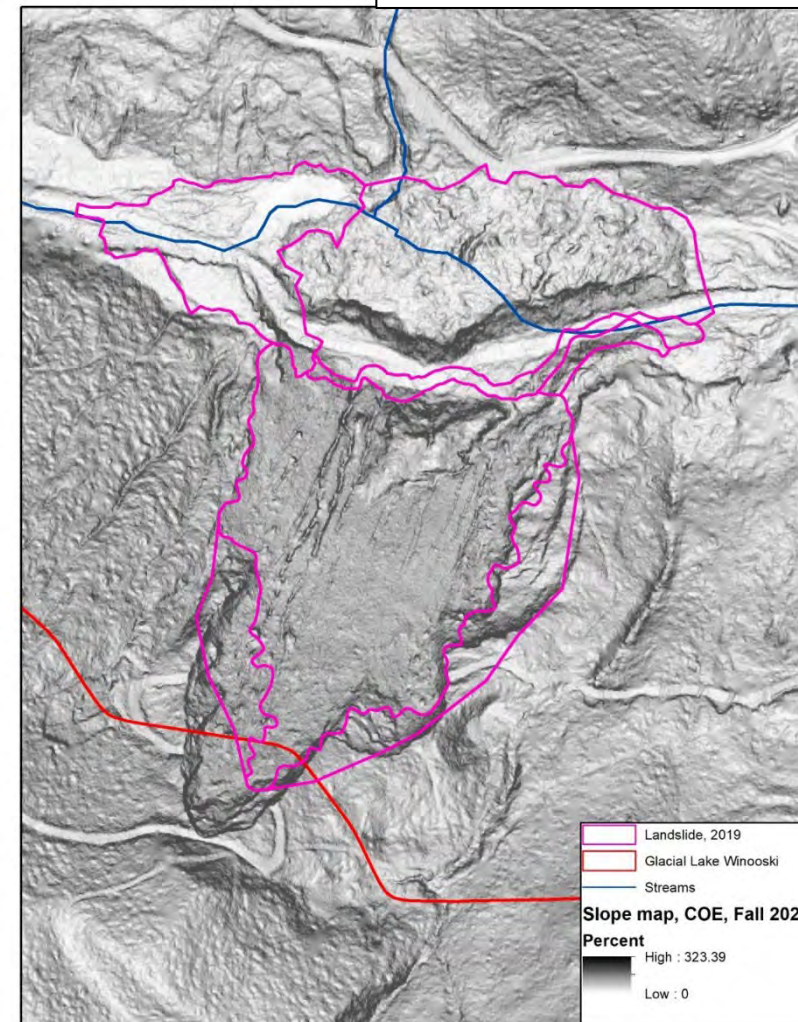 Landslide, 2019
Glacial Lake Winooski
Streams
Slope map, COE, Fall 202
Percent
High : 323.39
Low : 0